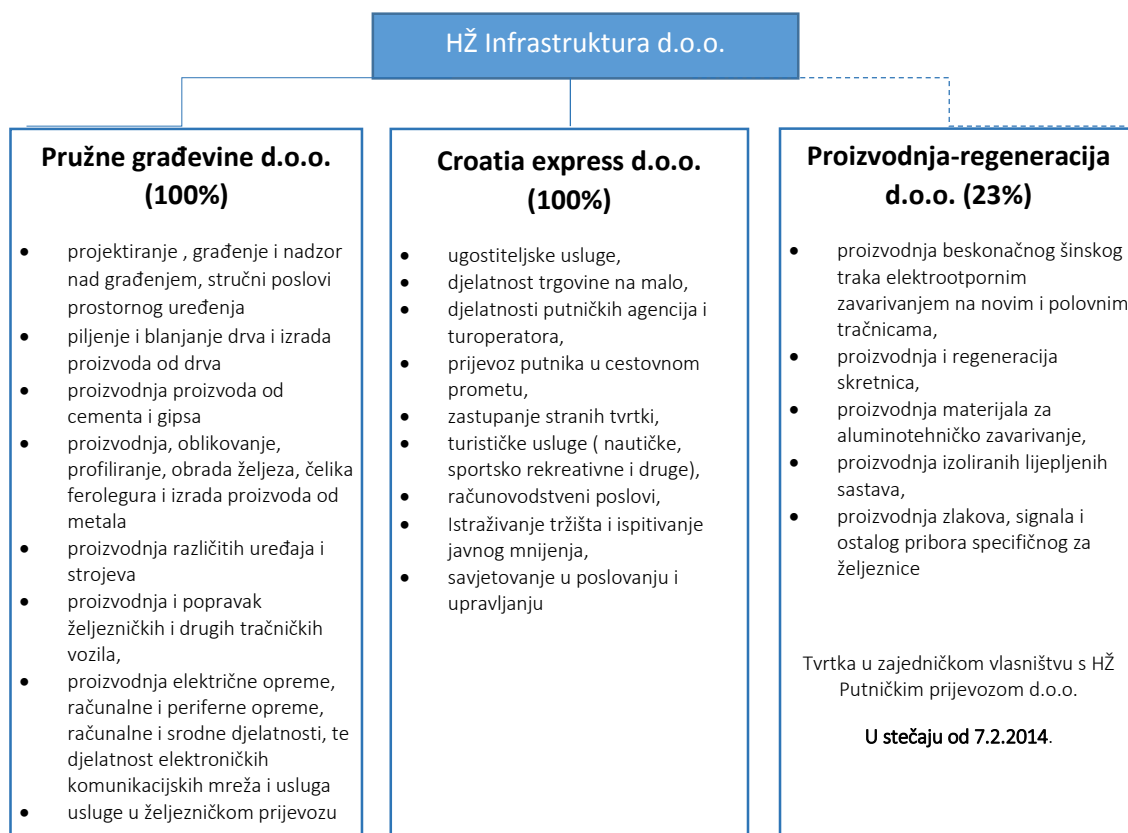 HŽ Infrastruktura d.o.o.
Pružne građevine d.o.o.
(100%)
• projektiranje , građenje i nadzor
nad građenjem, stručni poslovi
prostornog uređenja
• piljenje i blanjanje drva i izrada
proizvoda od drva
• proizvodnja proizvoda od
cementa i gipsa
• proizvodnja, oblikovanje,
profiliranje, obrada željeza, čelika
ferolegura i izrada proizvoda od
metala
• proizvodnja različitih uređaja i
strojeva
• proizvodnja i popravak
željezničkih i drugih tračničkih
vozila,
• proizvodnja električne opreme,
računalne i periferne opreme,
računalne i srodne djelatnosti, te
djelatnost elektroničkih
komunikacijskih mreža i usluga
• usluge u željezničkom prijevozu
Croatia express d.o.o.
(100%)
• ugostiteljske usluge,
• djelatnost trgovine na malo,
• djelatnosti putničkih agencija i
turoperatora,
• prijevoz putnika u cestovnom
prometu,
• zastupanje stranih tvrtki,
• turističke usluge ( nautičke,
sportsko rekreativne i druge),
• računovodstveni poslovi,
• Istraživanje tržišta i ispitivanje
javnog mnijenja,
• savjetovanje u poslovanju i
upravljanju
Proizvodnja-regeneracija
d.o.o. (23%)
• proizvodnja beskonačnog šinskog
traka elektrootpornim
zavarivanjem na novim i polovnim
tračnicama,
• proizvodnja i regeneracija
skretnica,
• proizvodnja materijala za
aluminotehničko zavarivanje,
• proizvodnja izoliranih lijepljenih
sastava,
• proizvodnja zlakova, signala i
ostalog pribora specifičnog za
željeznice
Tvrtka u zajedničkom vlasništvu s HŽ
Putničkim prijevozom d.o.o.
U stečaju od 7.2.2014.